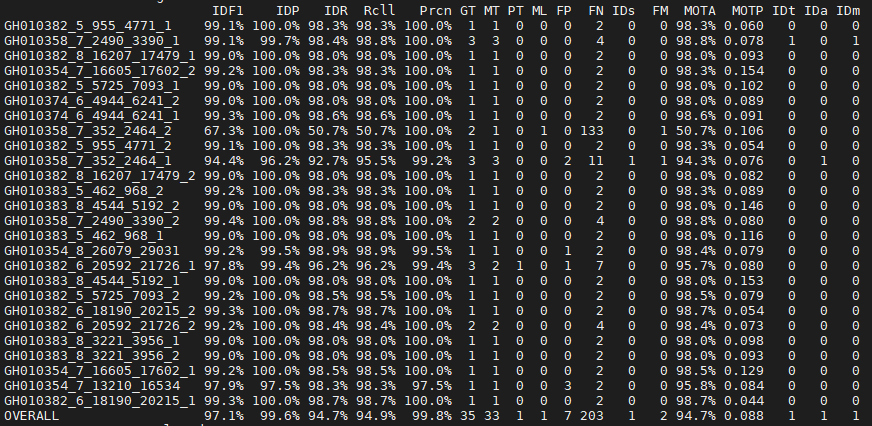 IDF1 IDP IDR Rcll Prcn GT MT PT ML FP FN IDs FM MOTA MOTP IDt IDa IDm
GH010382_5_955_4771_1 99.1% 100.0% 98.3% 98.3% 100.0% 1 1 0 0 0 2 0 0 98.3% 0.060 0 0 0
GH010358_7_2490_3390_1 99.1% 99.7% 98.4% 98.8% 100.0% 3 3 0 0 0 4 0 0 98.8% 0.078 1 0 1
GH010382_8_16207_17479_1 99.0% 100.0% 98.0% 98.0% 100.0% 1 1 0 0 0 2 0 0 98.0% 0.093 0 0 0
GH010354_7_16605_17602_2 99.2% 100.0% 98.3% 98.3% 100.0% 1 1 0 0 0 2 0 0 98.3% 0.154 0 0 0
GH010382_5_5725_7093_1 99.0% 100.0% 98.0% 98.0% 100.0% 1 1 0 0 0 2 0 0 98.0% 0.102 0 0 0
GH010374_6_4944_6241_2 99.0% 100.0% 98.0% 98.0% 100.0% 1 1 0 0 0 2 0 0 98.0% 0.089 0 0 0
GH010374_6_4944_6241_1 99.3% 100.0% 98.6% 98.6% 100.0% 1 1 0 0 0 2 0 0 98.6% 0.091 0 0 0
GH010358_7_352_2464_2 67.3% 100.0% 50.7% 50.7% 100.0% 2 1 0 1 0 133 0 1 50.7% 0.106 0 0 0
GH010382_5_955_4771_2 99.1% 100.0% 98.3% 98.3% 100.0% 1 1 0 0 0 2 0 0 98.3% 0.054 0 0 0
GH010358_7_352_2464_1 94.4% 96.2% 92.7% 95.5% 99.2% 3 3 0 0 2 11 1 1 94.3% 0.076 0 1 0
GH010382_8_16207_17479_2 99.0% 100.0% 98.0% 98.0% 100.0% 1 1 0 0 0 2 0 0 98.0% 0.082 0 0 0
GH010383_5_462_968_2 99.2% 100.0% 98.3% 98.3% 100.0% 1 1 0 0 0 2 0 0 98.3% 0.089 0 0 0
GH010383_8_4544_5192_2 99.0% 100.0% 98.0% 98.0% 100.0% 1 1 0 0 0 2 0 0 98.0% 0.146 0 0 0
GH010358_7_2490_3390_2 99.4% 100.0% 98.8% 98.8% 100.0% 2 2 0 0 0 4 0 0 98.8% 0.080 0 0 0
GH010383_5_462_968_1 99.0% 100.0% 98.0% 98.0% 100.0% 1 1 0 0 0 2 0 0 98.0% 0.116 0 0 0
GH010354_8_26079_29031 99.2% 99.5% 98.9% 98.9% 99.5% 1 1 0 0 1 2 0 0 98.4% 0.079 0 0 0
GH010382_6_20592_21726_1 97.8% 99.4% 96.2% 96.2% 99.4% 3 2 1 0 1 7 0 0 95.7% 0.080 0 0 0
GH010383_8_4544_5192_1 99.0% 100.0% 98.0% 98.0% 100.0% 1 1 0 0 0 2 0 0 98.0% 0.153 0 0 0
GH010382_5_5725_7093_2 99.2% 100.0% 98.5% 98.5% 100.0% 1 1 0 0 0 2 0 0 98.5% 0.079 0 0 0
GH010382_6_18190_20215_2 99.3% 100.0% 98.7% 98.7% 100.0% 1 1 0 0 0 2 0 0 98.7% 0.054 0 0 0
GH010382_6_20592_21726_2 99.2% 100.0% 98.4% 98.4% 100.0% 2 2 0 0 0 4 0 0 98.4% 0.073 0 0 0
GH010383_8_3221_3956_1 99.0% 100.0% 98.0% 98.0% 100.0% 1 1 0 0 0 2 0 0 98.0% 0.098 0 0 0
GH010383_8_3221_3956_2 99.0% 100.0% 98.0% 98.0% 100.0% 1 1 0 0 0 2 0 0 98.0% 0.093 0 0 0
GH010354_7_16605_17602_1 99.2% 100.0% 98.5% 98.5% 100.0% 1 1 0 0 0 2 0 0 98.5% 0.129 0 0 0
GH010354_7_13210_16534 97.9% 97.5% 98.3% 98.3% 97.5% 1 1 0 0 3 2 0 0 95.8% 0.084 0 0 0
GH010382_6_18190_20215_1 99.3% 100.0% 98.7% 98.7% 100.0% 1 1 0 0 0 2 0 0 98.7% 0.044 0 0 0
OVERALL 97.1% 99.6% 94.7% 94.9% 99.8% 35 33 1 1 7 203 1 2 94.7% 0.088 1 1 1